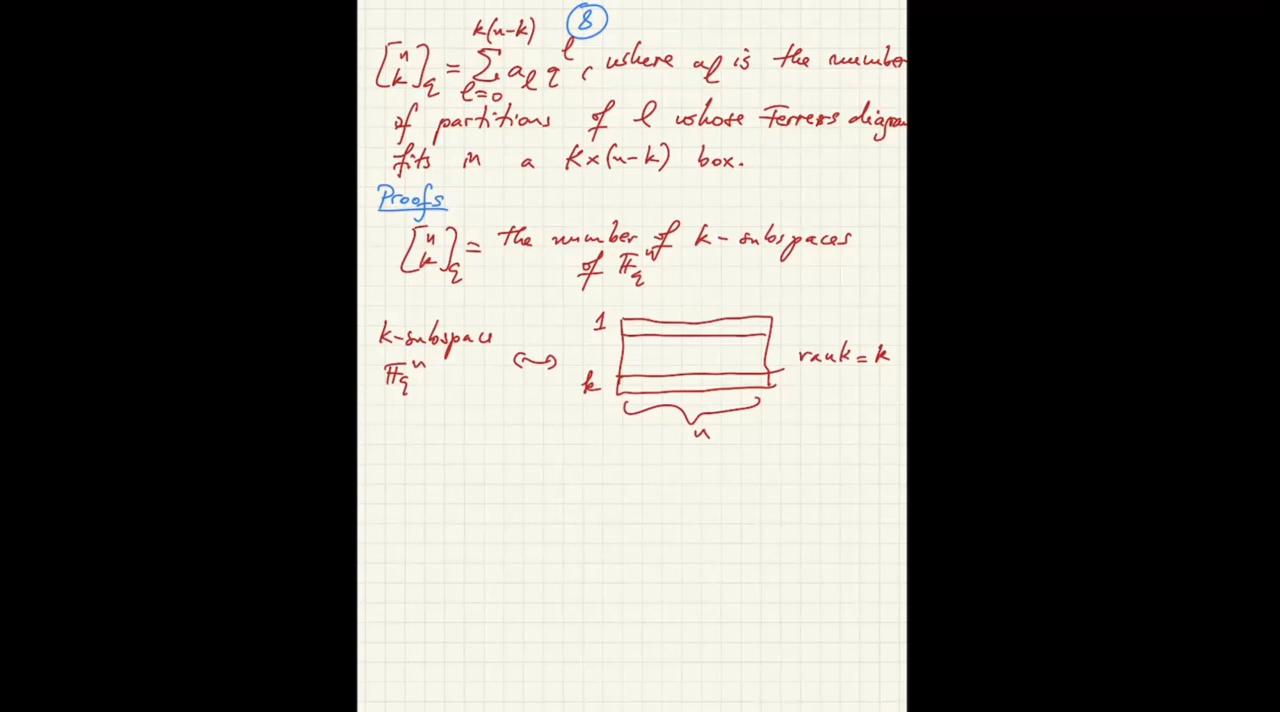 8
[n k]_q = Σ_{l=0}^{k(n-k)} a_l q^l, where a_l is the number
of partitions of l whose Ferrers diagram
fits in a k×(n-k) box.
Proofs
[n k]_q = the number of k-subspaces
of 𝔽_q^n
k-subspace
𝔽_q^n
↔
1
k
n
rank = k